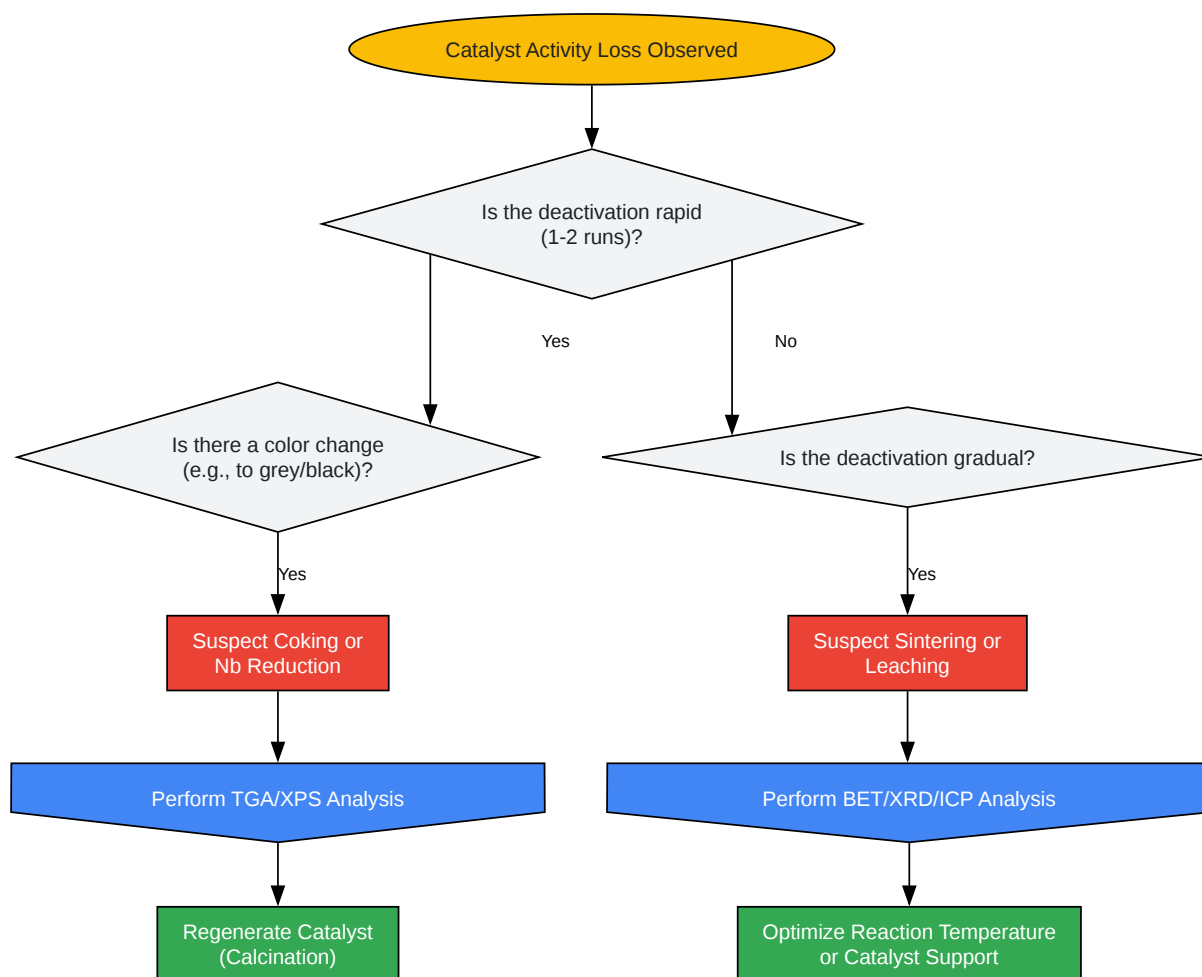 Catalyst Activity Loss Observed
Is the deactivation rapid
(1-2 runs)?
Yes
No
Is there a color change
(e.g., to grey/black)?
Is the deactivation gradual?
Yes
Yes
Suspect Coking or
Nb Reduction
Suspect Sintering or
Leaching
Perform TGA/XPS Analysis
Perform BET/XRD/ICP Analysis
Regenerate Catalyst
(Calcination)
Optimize Reaction Temperature
or Catalyst Support